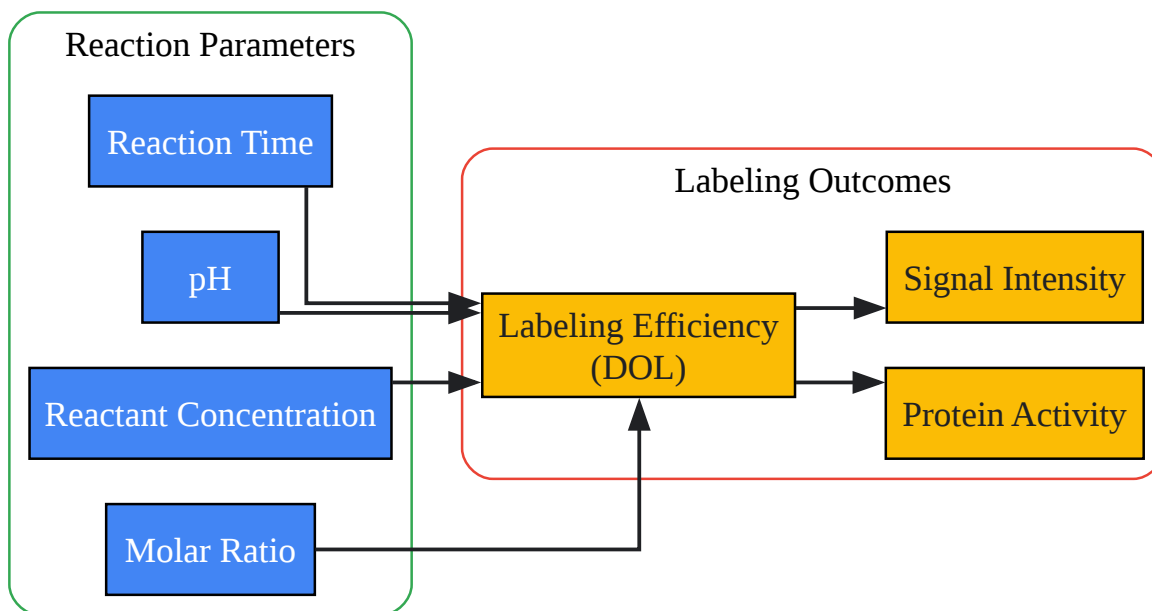 Reaction Parameters
Reaction Time
pH
Reactant Concentration
Molar Ratio
Labeling Outcomes
Labeling Efficiency
(DOL)
Signal Intensity
Protein Activity